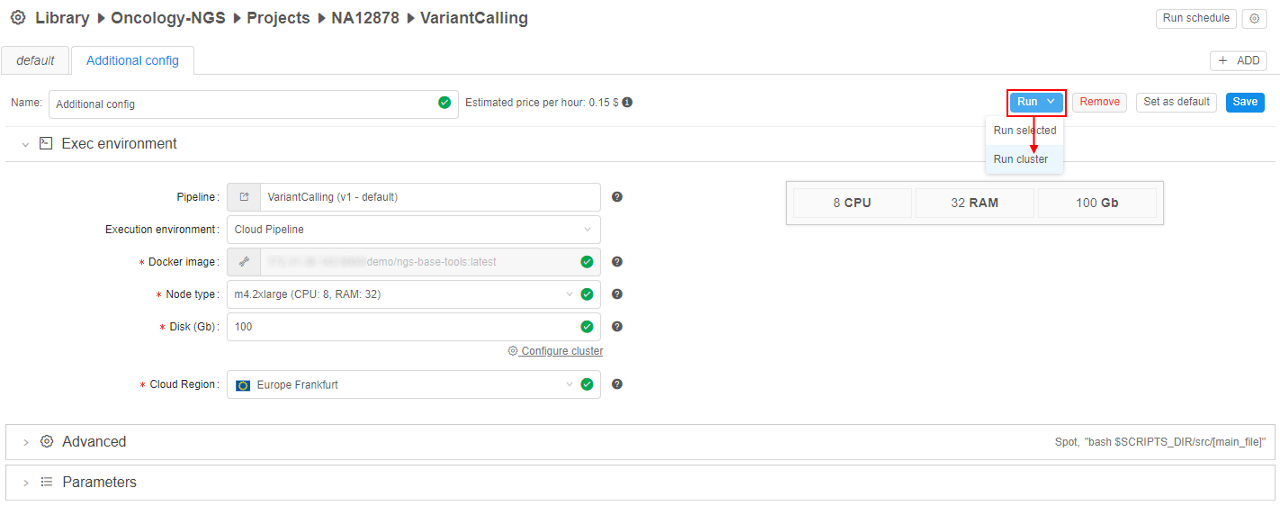 Library Oncology-NGS Projects NA12878 VariantCalling
Run schedule
default Additional config
+ ADD
Name: Additional config Estimated price per hour: 0.15 $
Run Remove Set as default Save
Run selected
Run cluster
Exec environment
Pipeline: VariantCalling (v1 - default)
8 CPU 32 RAM 100 Gb
Execution environment: Cloud Pipeline
* Docker image: demo/ngs-base-tools:latest
* Node type: m4.2xlarge (CPU: 8, RAM: 32)
* Disk (Gb): 100
Configure cluster
* Cloud Region: Europe Frankfurt
Advanced Spot, "bash $SCRIPTS_DIR/src/[main_file]"
Parameters